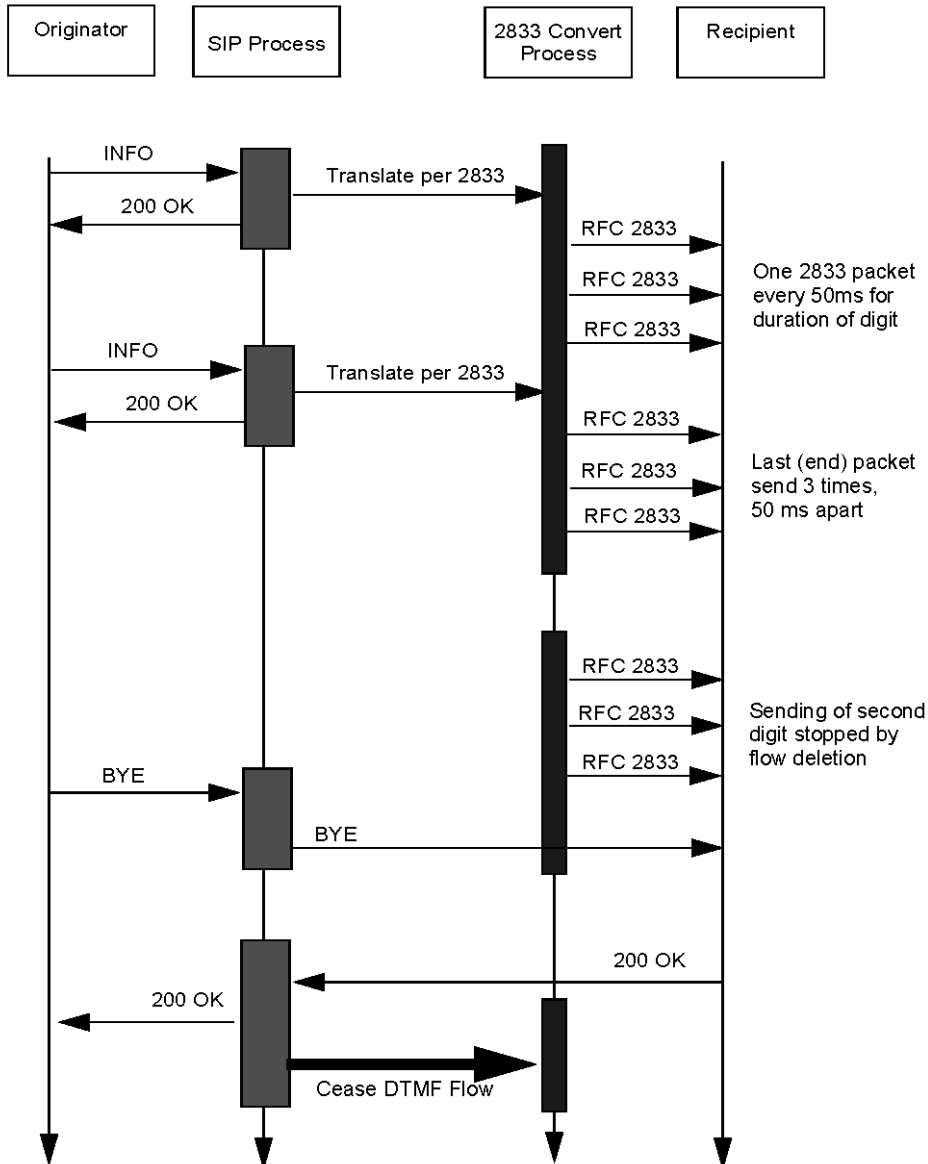 Originator
SIP Process
2833 Convert
Process
Recipient
INFO
Translate per 2833
200 OK
RFC 2833
RFC 2833
RFC 2833
One 2833 packet
every 50ms for
duration of digit
INFO
Translate per 2833
200 OK
RFC 2833
RFC 2833
RFC 2833
Last (end) packet
send 3 times,
50 ms apart
RFC 2833
RFC 2833
RFC 2833
Sending of second
digit stopped by
flow deletion
BYE
BYE
200 OK
200 OK
Cease DTMF Flow